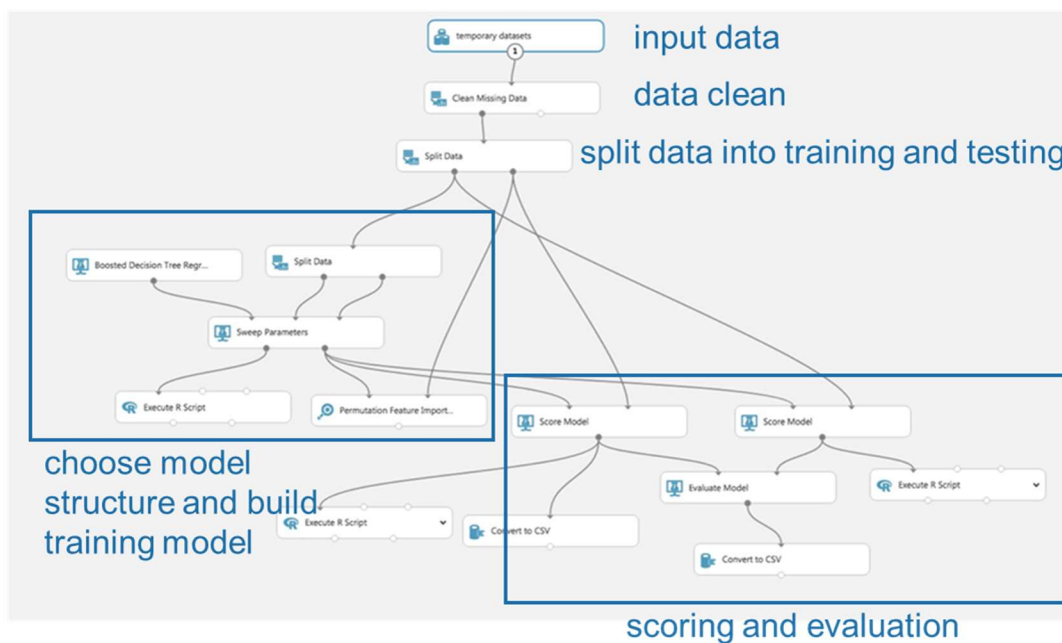 temporary datasets
input data
1
Clean Missing Data
data clean
Split Data
split data into training and testing
Boosted Decision Tree Regr...
Split Data
Sweep Parameters
Execute R Script
Permutation Feature Import...
choose model
structure and build
training model
Score Model
Score Model
Evaluate Model
Execute R Script
Execute R Script
Convert to CSV
Convert to CSV
scoring and evaluation